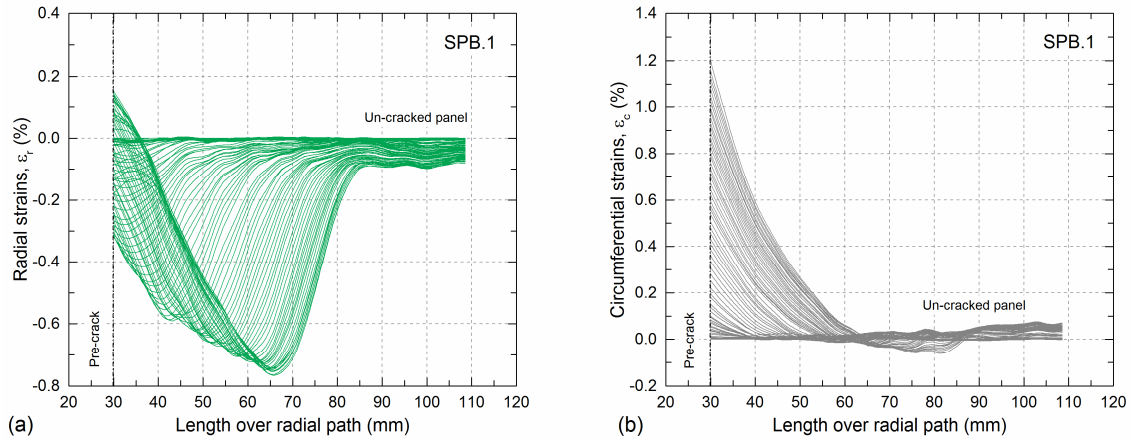 SPB.1
0.4
0.2
0.0
-0.2
-0.4
-0.6
-0.8
Radial strains, εr (%)
Un-cracked panel
Pre-crack
20 30 40 50 60 70 80 90 100 110 120
Length over radial path (mm)
(a)
SPB.1
1.4
1.2
1.0
0.8
0.6
0.4
0.2
0.0
-0.2
Circumferential strains, εc (%)
Un-cracked panel
Pre-crack
20 30 40 50 60 70 80 90 100 110 120
Length over radial path (mm)
(b)